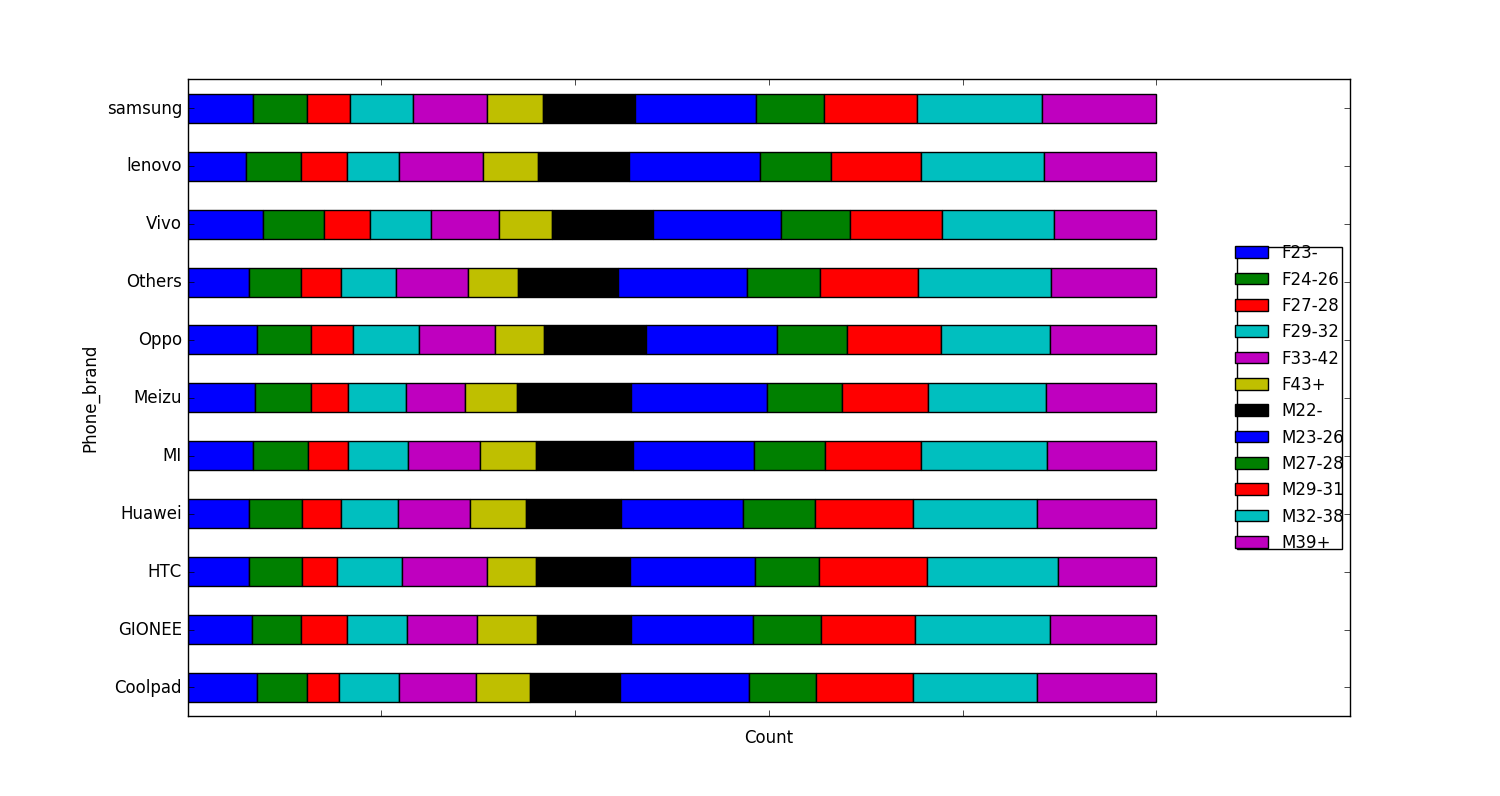 samsung
lenovo
Vivo
Others
Oppo
Meizu
MI
Huawei
HTC
GIONEE
Coolpad
Phone_brand
Count
F23-
F24-26
F27-28
F29-32
F33-42
F43+
M22-
M23-26
M27-28
M29-31
M32-38
M39+